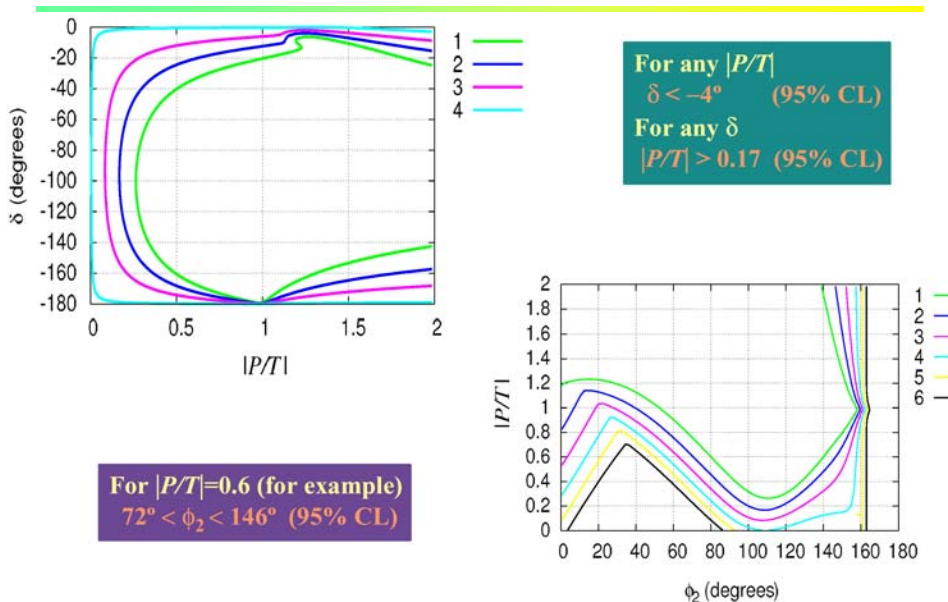 0
-20
-40
-60
-80
-100
-120
-140
-160
-180
δ (degrees)
0 0.5 1 1.5 2
|P/T|
1
2
3
4
For any |P/T|
δ < –4º (95% CL)
For any δ
|P/T| > 0.17 (95% CL)
2
1.8
1.6
1.4
1.2
1
0.8
0.6
0.4
0.2
0
|P/T|
0 20 40 60 80 100 120 140 160 180
ϕ₂ (degrees)
1
2
3
4
5
6
For |P/T|=0.6 (for example)
72º < ϕ₂ < 146º (95% CL)